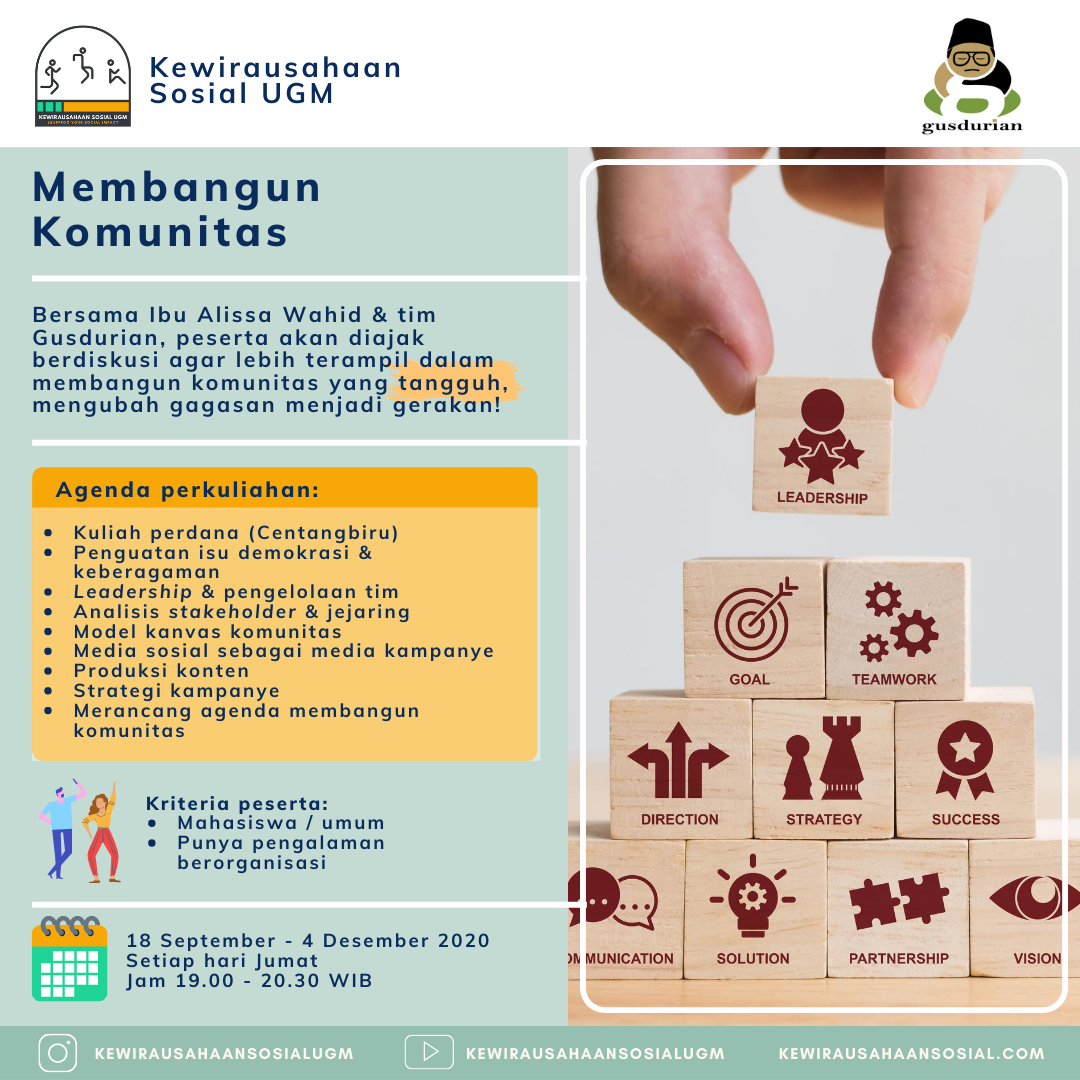 KEWIRAUSAHAAN SOSIAL UGM
LEAPFROG YOUR SOCIAL IMPACT
Kewirausahaan
Sosial UGM
gusdurian
Membangun
Komunitas
Bersama Ibu Alissa Wahid & tim
Gusdurian, peserta akan diajak
berdiskusi agar lebih terampil dalam
membangun komunitas yang tangguh,
mengubah gagasan menjadi gerakan!
Agenda perkuliahan:
• Kuliah perdana (Centangbiru)
• Penguatan isu demokrasi &
keberagaman
• Leadership & pengelolaan tim
• Analisis stakeholder & jejaring
• Model kanvas komunitas
• Media sosial sebagai media kampanye
• Produksi konten
• Strategi kampanye
• Merancang agenda membangun
komunitas
Kriteria peserta:
• Mahasiswa / umum
• Punya pengalaman
berorganisasi
18 September - 4 Desember 2020
Setiap hari Jumat
Jam 19.00 - 20.30 WIB
LEADERSHIP
GOAL
TEAMWORK
DIRECTION
STRATEGY
SUCCESS
OMMUNICATION
SOLUTION
PARTNERSHIP
VISION
KEWIRAUSAHAANSOSIALUGM
KEWIRAUSAHAANSOSIALUGM
KEWIRAUSAHAANSOSIAL.COM